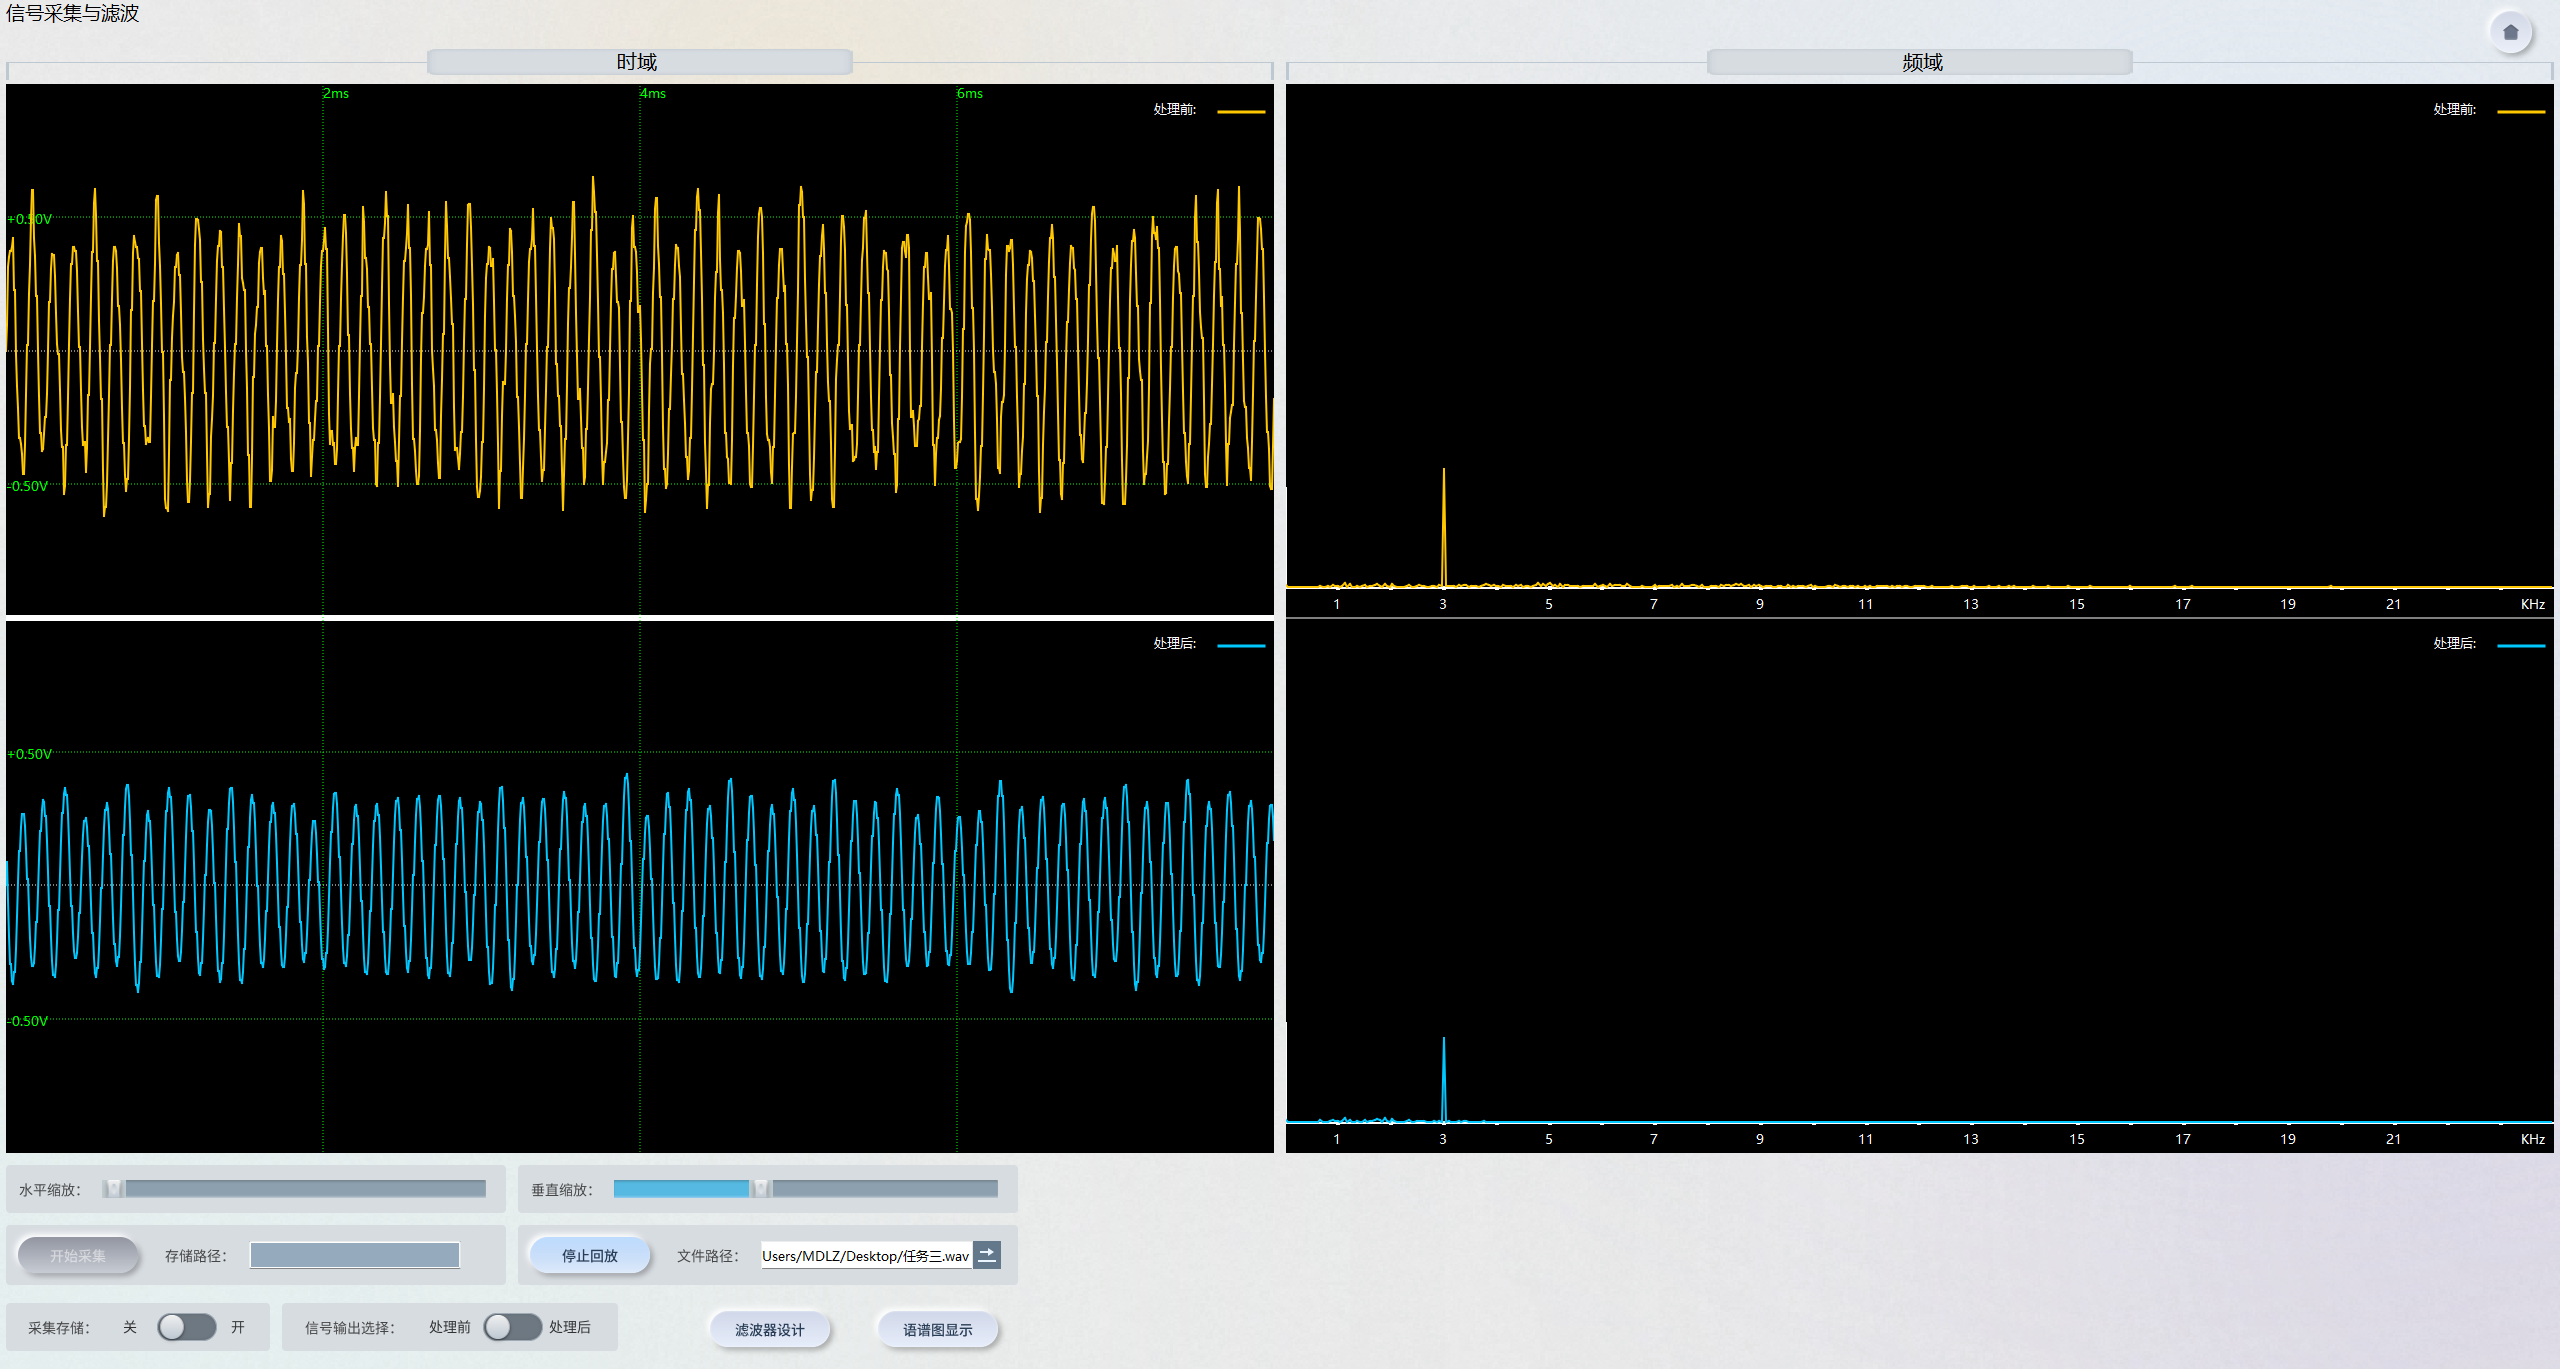 信号采集与滤波
时域
频域
2ms
4ms
6ms
处理前:
+0.50V
-0.50V
处理前:
1 3 5 7 9 11 13 15 17 19 21 KHz
处理后:
+0.50V
-0.50V
处理后:
1 3 5 7 9 11 13 15 17 19 21 KHz
水平缩放:
垂直缩放:
开始采集
存储路径:
停止回放
文件路径:
Users/MDLZ/Desktop/任务三.wav
采集存储:
关
开
信号输出选择:
处理前
处理后
滤波器设计
语谱图显示